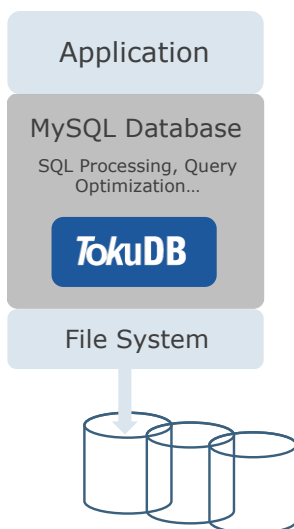 Application
MySQL Database
SQL Processing, Query
Optimization…
TokuDB
File System